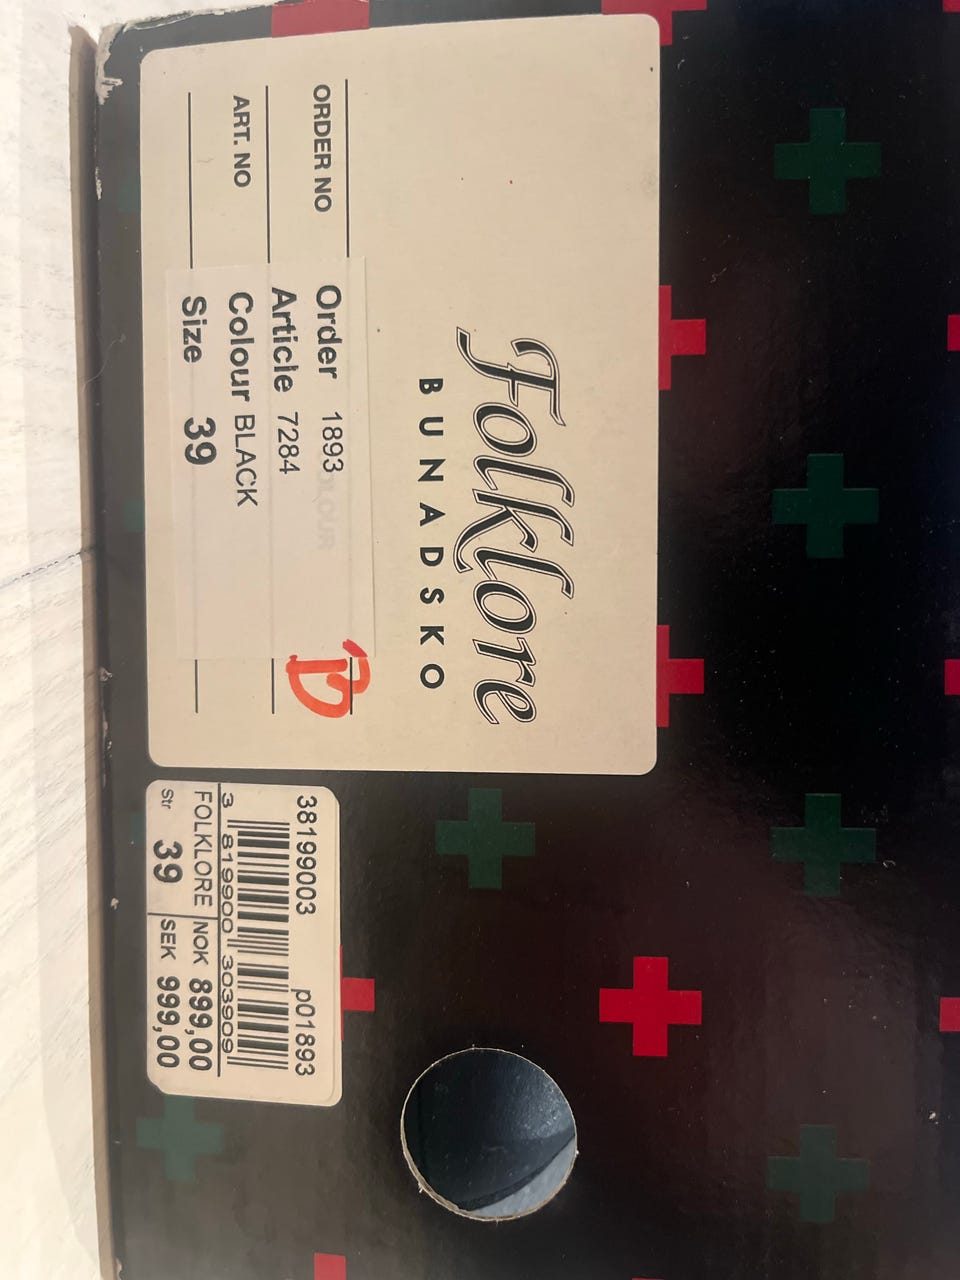 Folklore
BUNADSKO
ORDER NO
Order 1893
OLOUR
Article 7284
ART. NO
Colour BLACK
Size 39
D
38199003 p01893
3 819900 303909
FOLKLORE NOK 899,00
Str 39 SEK 999,00